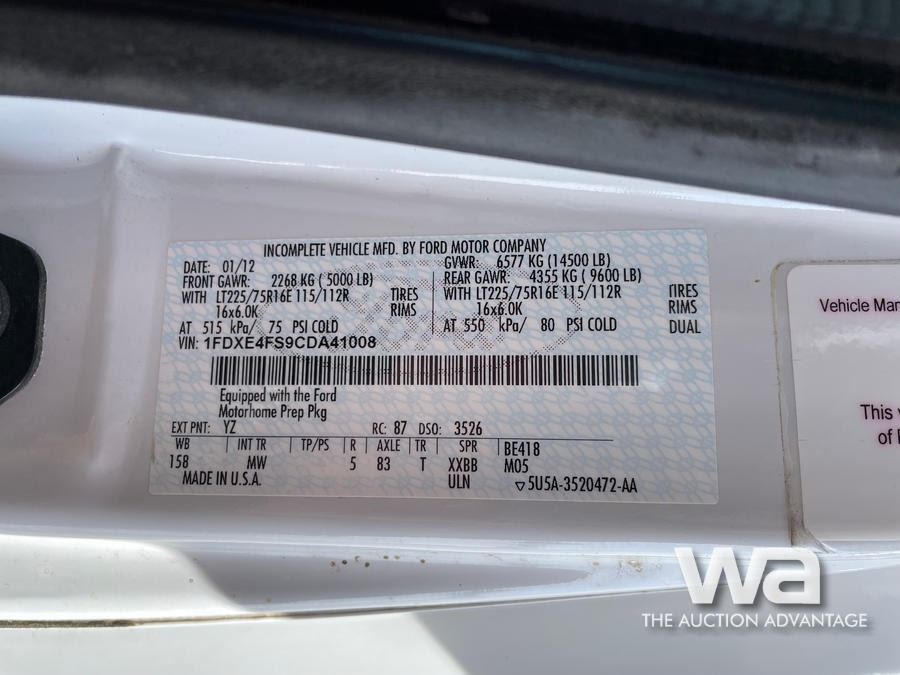 INCOMPLETE VEHICLE MFD. BY FORD MOTOR COMPANY
DATE: 01/12 GVWR: 6577 KG (14500 LB)
FRONT GAWR: 2268 KG ( 5000 LB) REAR GAWR: 4355 KG ( 9600 LB)
WITH LT225/75R16E 115/112R TIRES WITH LT225/75R16E 115/112R TIRES
16x6.0K RIMS 16x6.0K RIMS
AT 515 kPa/ 75 PSI COLD AT 550 kPa/ 80 PSI COLD DUAL
VIN: 1FDXE4FS9CDA41008
Equipped with the Ford
Motorhome Prep Pkg
EXT PNT: YZ RC: 87 DSO: 3526
WB INT TR TP/PS R AXLE TR SPR BE418
158 MW 5 83 T XXBB M05
ULN
MADE IN U.S.A. ▽5U5A-3520472-AA
Vehicle Man
This v
of
wa
THE AUCTION ADVANTAGE